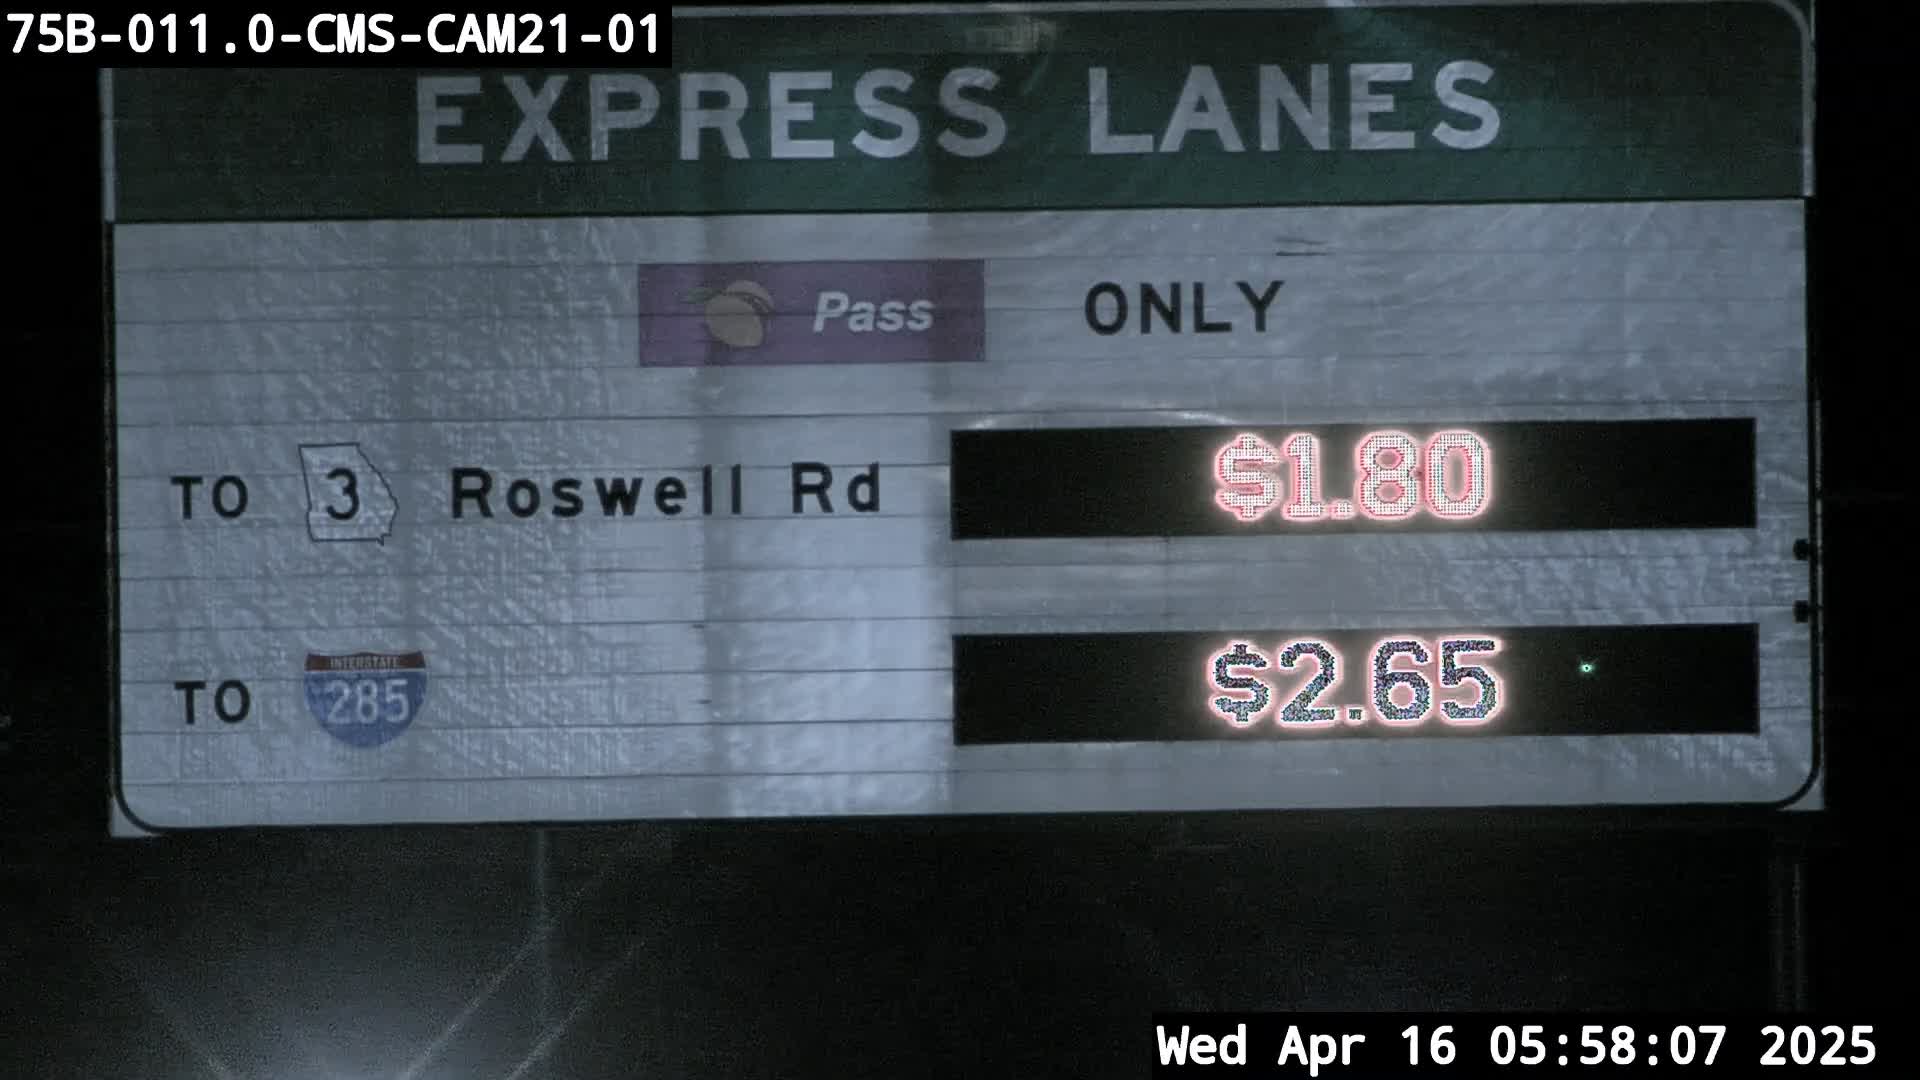 75B-011.0-CMS-CAM21-01
EXPRESS LANES
Pass ONLY
TO 3 Roswell Rd $1.80
INTERSTATE
TO 285 $2.65
Wed Apr 16 05:58:07 2025